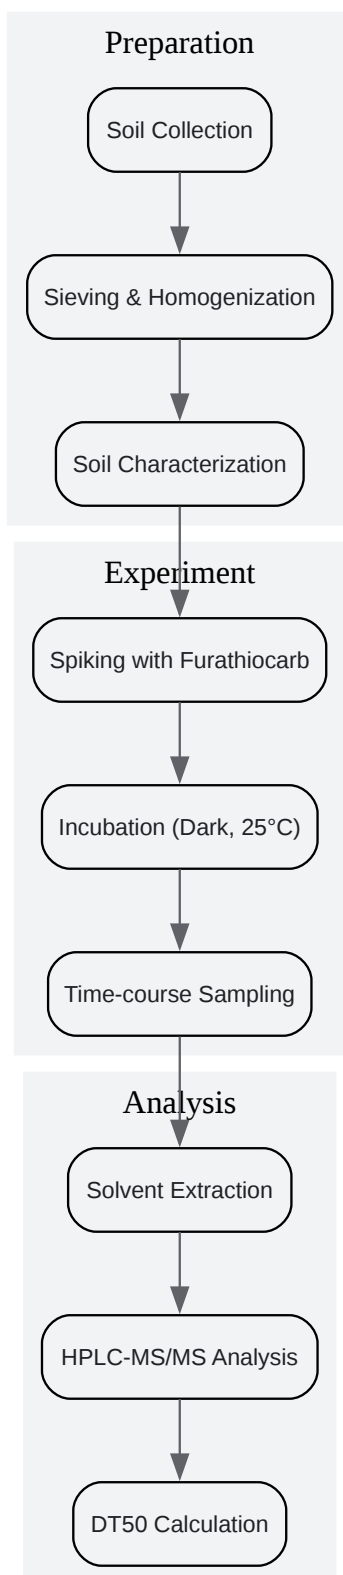 Preparation
Soil Collection
Sieving & Homogenization
Soil Characterization
Experiment
Spiking with Furathiocarb
Incubation (Dark, 25°C)
Time-course Sampling
Analysis
Solvent Extraction
HPLC-MS/MS Analysis
DT50 Calculation